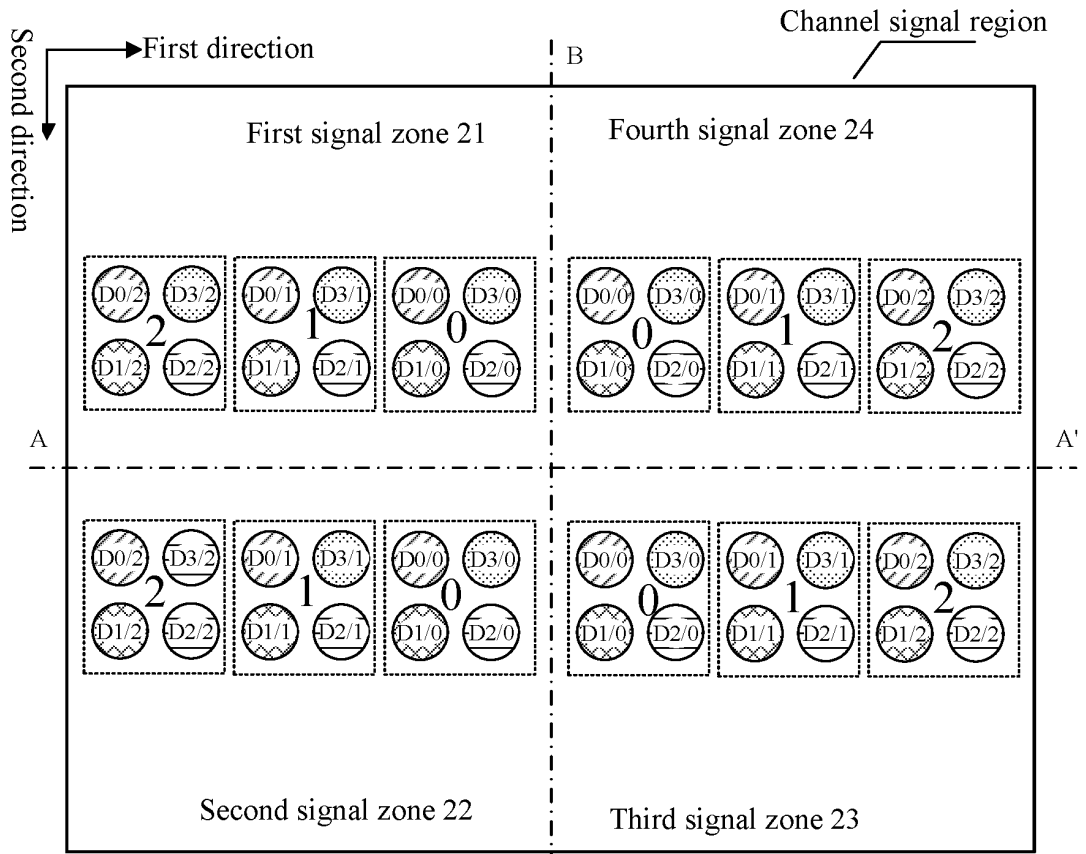 Channel signal region
First direction
Second direction
B
First signal zone 21
Fourth signal zone 24
D0/2 D3/2 D0/1 D3/1 D0/0 D3/0 D0/0 D3/0 D0/1 D3/1 D0/2 D3/2
2 1 0 0 1 2
D1/2 D2/2 D1/1 D2/1 D1/0 D2/0 D1/0 D2/0 D1/1 D2/1 D1/2 D2/2
A A'
D0/2 D3/2 D0/1 D3/1 D0/0 D3/0 D0/0 D3/0 D0/1 D3/1 D0/2 D3/2
2 1 0 0 1 2
D1/2 D2/2 D1/1 D2/1 D1/0 D2/0 D1/0 D2/0 D1/1 D2/1 D1/2 D2/2
Second signal zone 22
Third signal zone 23